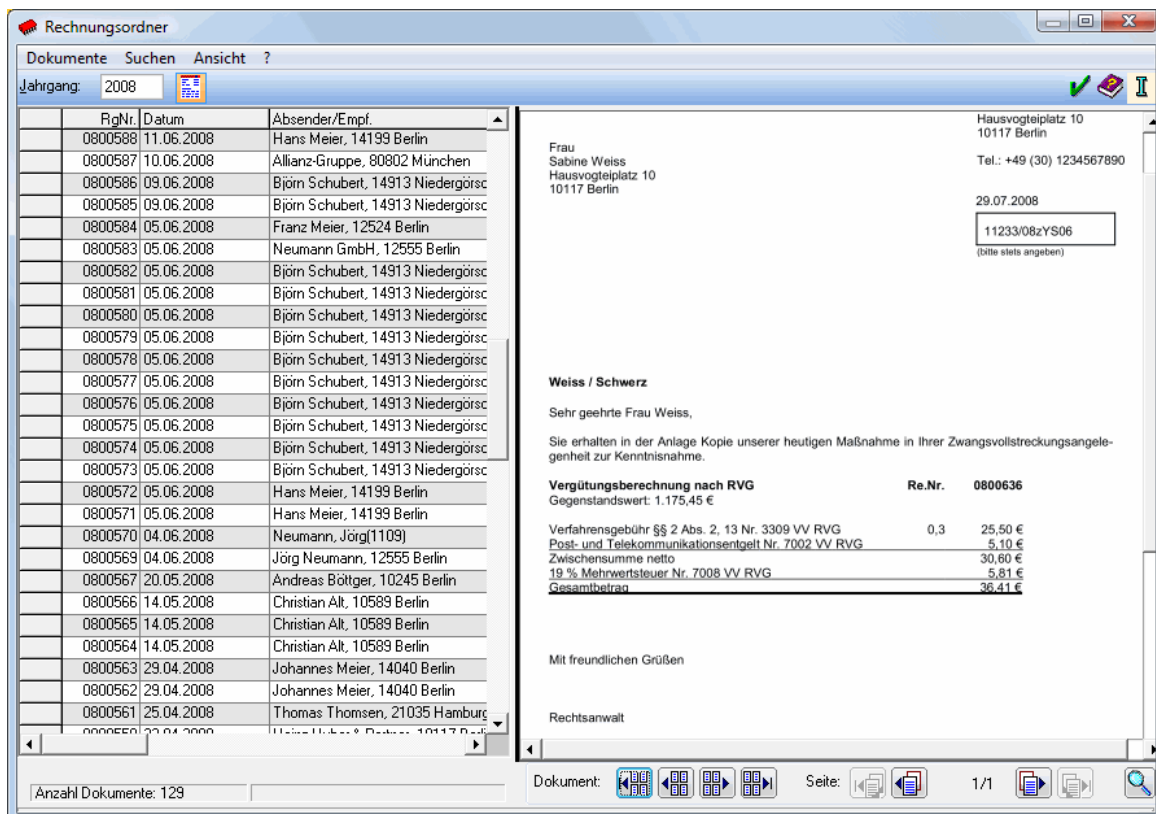 Rechnungsordner
Dokumente Suchen Ansicht ?
Jahrgang: 2008
RgNr. Datum Absender/Empf.
0800588 11.06.2008 Hans Meier, 14199 Berlin
0800587 10.06.2008 Allianz-Gruppe, 80802 München
0800586 09.06.2008 Björn Schubert, 14913 Niedergörsc
0800585 09.06.2008 Björn Schubert, 14913 Niedergörsc
0800584 05.06.2008 Franz Meier, 12524 Berlin
0800583 05.06.2008 Neumann GmbH, 12555 Berlin
0800582 05.06.2008 Björn Schubert, 14913 Niedergörsc
0800581 05.06.2008 Björn Schubert, 14913 Niedergörsc
0800580 05.06.2008 Björn Schubert, 14913 Niedergörsc
0800579 05.06.2008 Björn Schubert, 14913 Niedergörsc
0800578 05.06.2008 Björn Schubert, 14913 Niedergörsc
0800577 05.06.2008 Björn Schubert, 14913 Niedergörsc
0800576 05.06.2008 Björn Schubert, 14913 Niedergörsc
0800575 05.06.2008 Björn Schubert, 14913 Niedergörsc
0800574 05.06.2008 Björn Schubert, 14913 Niedergörsc
0800573 05.06.2008 Björn Schubert, 14913 Niedergörsc
0800572 05.06.2008 Hans Meier, 14199 Berlin
0800571 05.06.2008 Hans Meier, 14199 Berlin
0800570 04.06.2008 Neumann, Jörg(1109)
0800569 04.06.2008 Jörg Neumann, 12555 Berlin
0800567 20.05.2008 Andreas Böttger, 10245 Berlin
0800566 14.05.2008 Christian Alt, 10589 Berlin
0800565 14.05.2008 Christian Alt, 10589 Berlin
0800564 14.05.2008 Christian Alt, 10589 Berlin
0800563 29.04.2008 Johannes Meier, 14040 Berlin
0800562 29.04.2008 Johannes Meier, 14040 Berlin
0800561 25.04.2008 Thomas Thomsen, 21035 Hamburg
Anzahl Dokumente: 129
Hausvogteiplatz 10
10117 Berlin
Tel.: +49 (30) 1234567890
Frau
Sabine Weiss
Hausvogteiplatz 10
10117 Berlin
29.07.2008
11233/08zYS06
(bitte stets angeben)
Weiss / Schwerz
Sehr geehrte Frau Weiss,
Sie erhalten in der Anlage Kopie unserer heutigen Maßnahme in Ihrer Zwangsvollstreckungsangele-
genheit zur Kenntnisnahme.
Vergütungsberechnung nach RVG Re.Nr. 0800636
Gegenstandswert: 1.175,45 €
Verfahrensgebühr §§ 2 Abs. 2, 13 Nr. 3309 VV RVG 0,3 25,50 €
Post- und Telekommunikationsentgelt Nr. 7002 VV RVG 5,10 €
Zwischensumme netto 30,60 €
19 % Mehrwertsteuer Nr. 7008 VV RVG 5,81 €
Gesamtbetrag 36,41 €
Mit freundlichen Grüßen
Rechtsanwalt
Dokument: Seite: 1/1